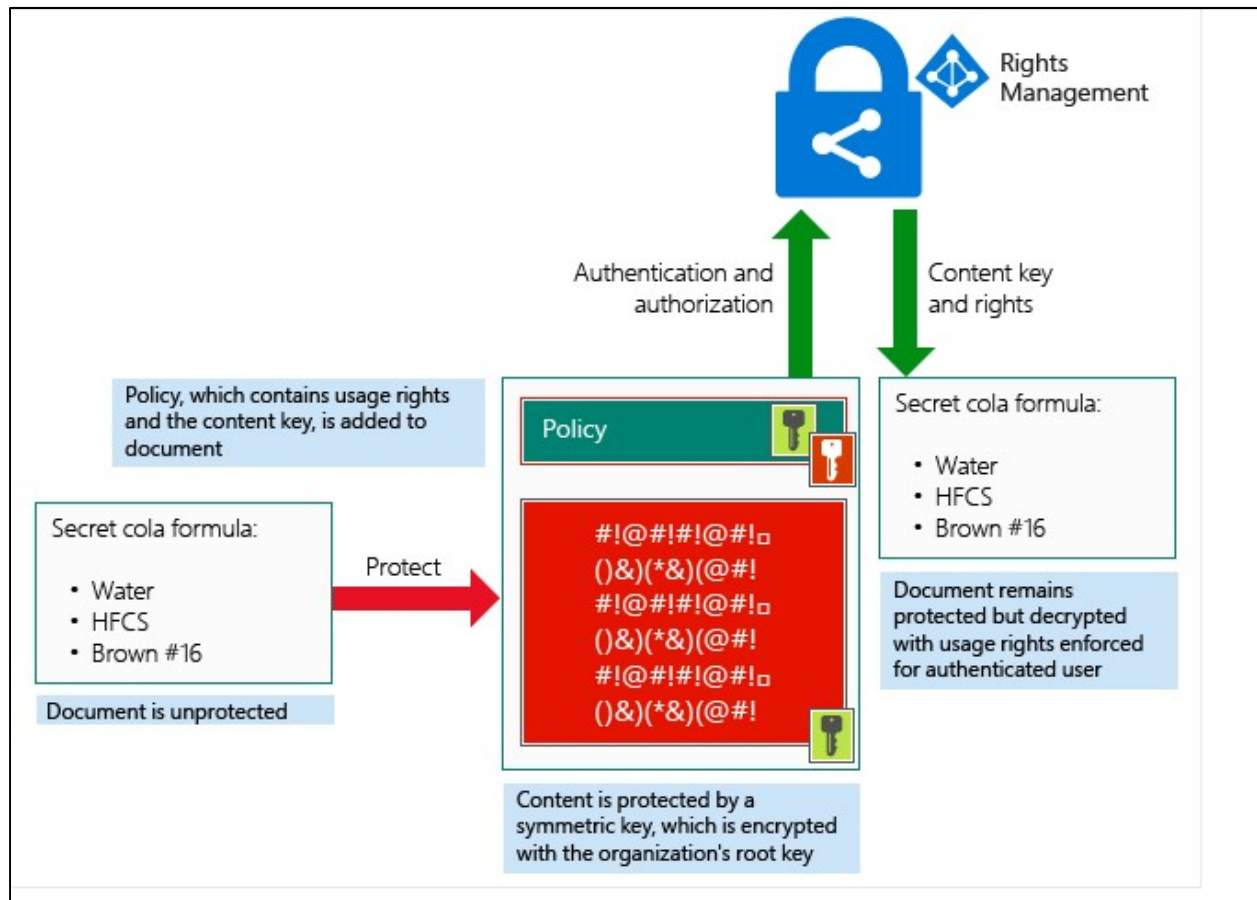 Rights
Management
Authentication and
authorization
Content key
and rights
Policy, which contains usage rights
and the content key, is added to
document
Policy
Secret cola formula:
• Water
• HFCS
• Brown #16
Secret cola formula:
• Water
• HFCS
• Brown #16
Protect
#!@#!#!@#!▫
()&)(*&)(@#!
#!@#!#!@#!▫
()&)(*&)(@#!
#!@#!#!@#!▫
()&)(*&)(@#!
Document remains
protected but decrypted
with usage rights enforced
for authenticated user
Document is unprotected
Content is protected by a
symmetric key, which is encrypted
with the organization's root key